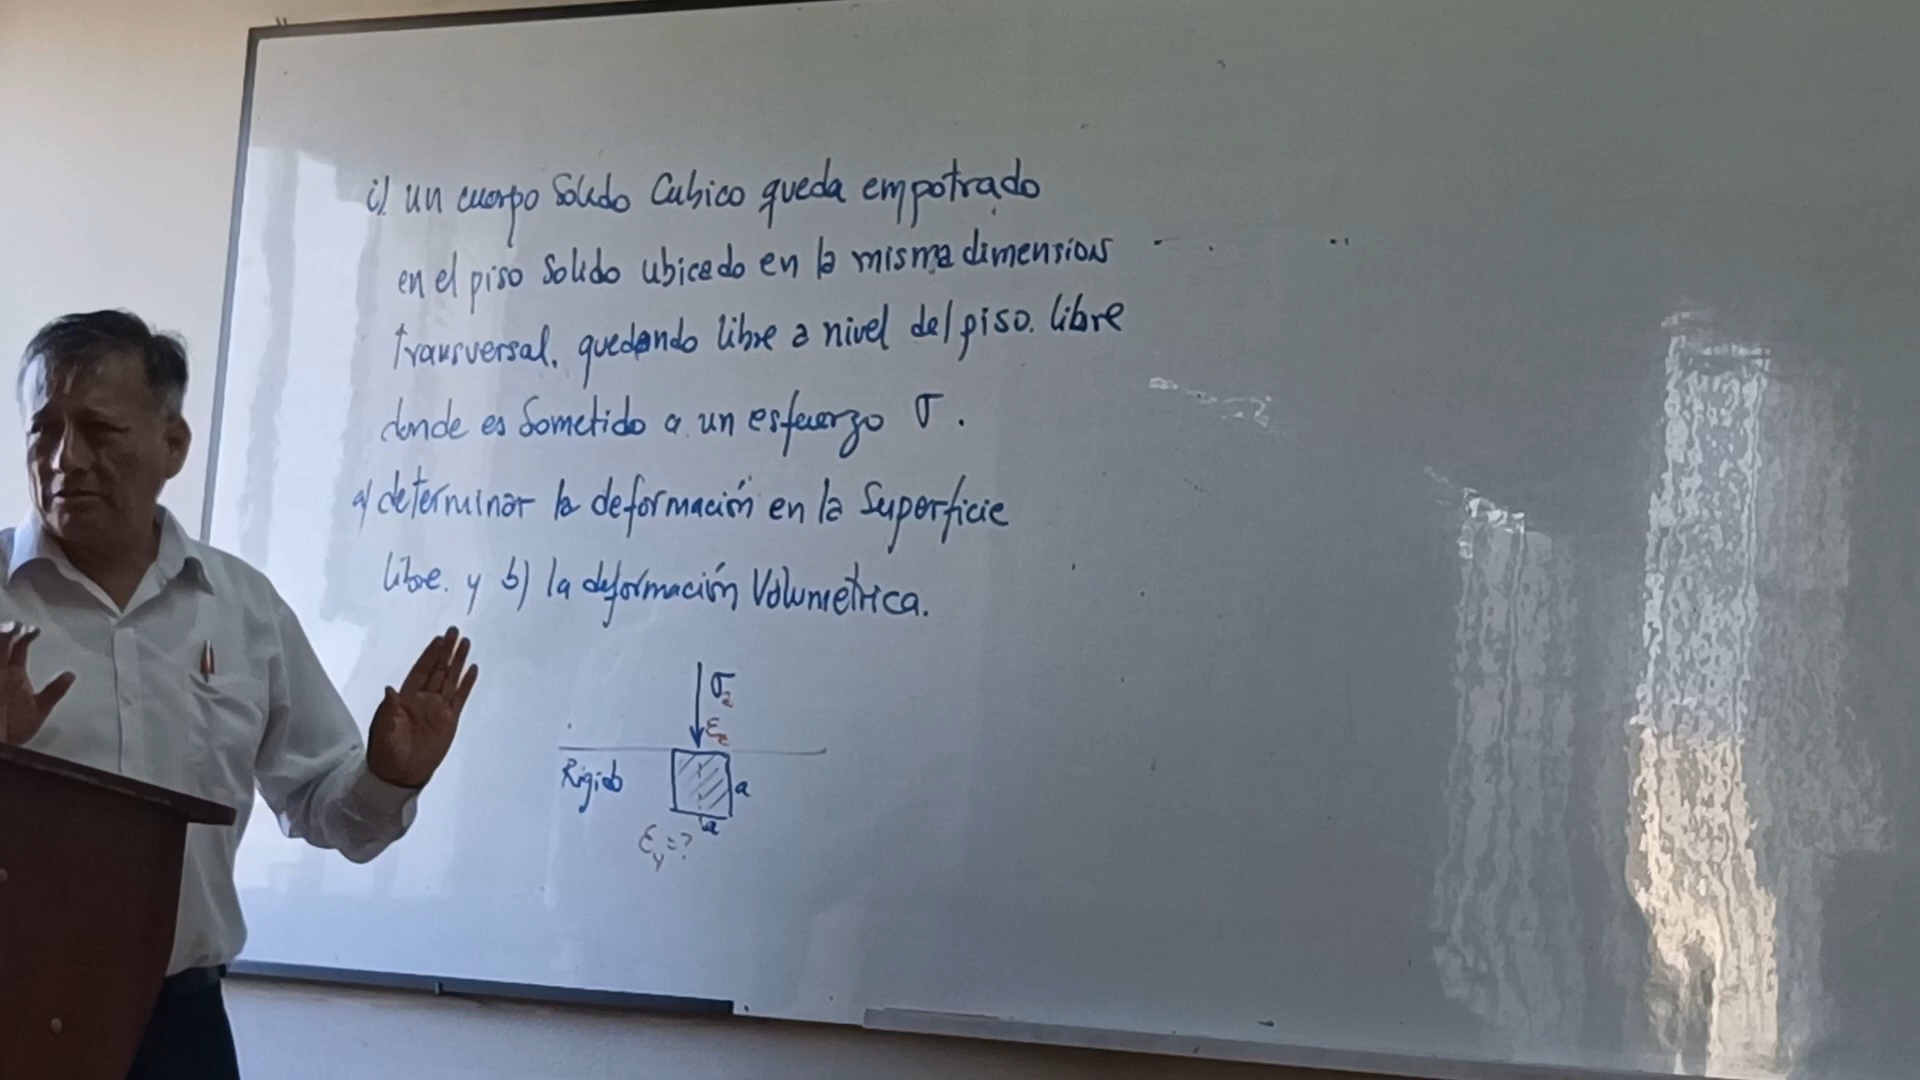 i) un cuerpo Solido Cubico queda empotrado
en el piso Solido ubicado en la misma dimension
transversal, quedando libre a nivel del piso. libre
donde es Sometido a un esfuerzo σ.
a) determinar la deformación en la Superficie
libre. y b) la deformación Volumetrica.
σz
εz
Rigido
a
a
εy=?